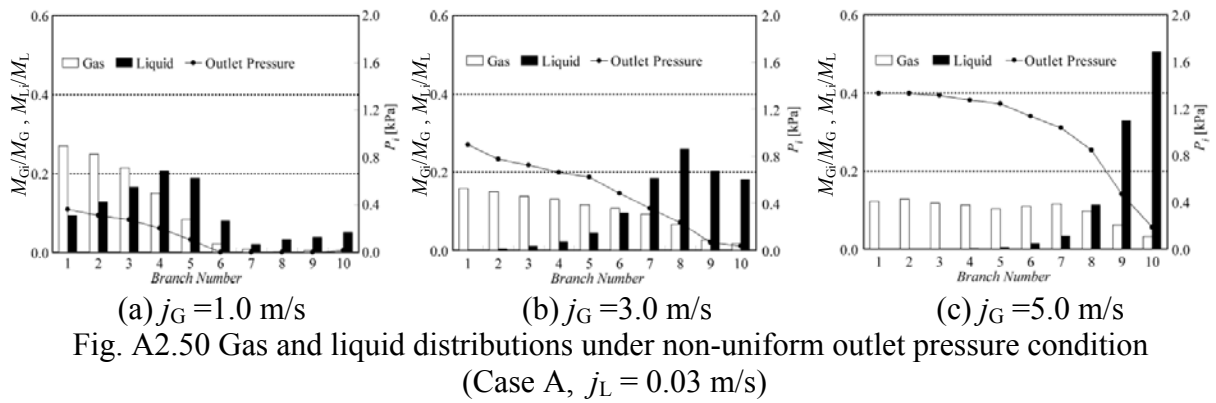 0.6 2.0 0.6 2.0 0.6 2.0
Gas Liquid Outlet Pressure Gas Liquid Outlet Pressure Gas Liquid Outlet Pressure
1.6 1.6 1.6
0.4 1.2 0.4 1.2 0.4 1.2
M_Gi/M_G , M_Li/M_L P_i [kPa] M_Gi/M_G , M_Li/M_L P_i [kPa] M_Gi/M_G , M_Li/M_L P_i [kPa]
0.2 0.8 0.2 0.8 0.2 0.8
0.4 0.4 0.4
0.0 0.0 0.0 0.0 0.0 0.0
1 2 3 4 5 6 7 8 9 10 1 2 3 4 5 6 7 8 9 10 1 2 3 4 5 6 7 8 9 10
Branch Number Branch Number Branch Number
(a) j_G =1.0 m/s (b) j_G =3.0 m/s (c) j_G =5.0 m/s
Fig. A2.50 Gas and liquid distributions under non-uniform outlet pressure condition
(Case A, j_L = 0.03 m/s)